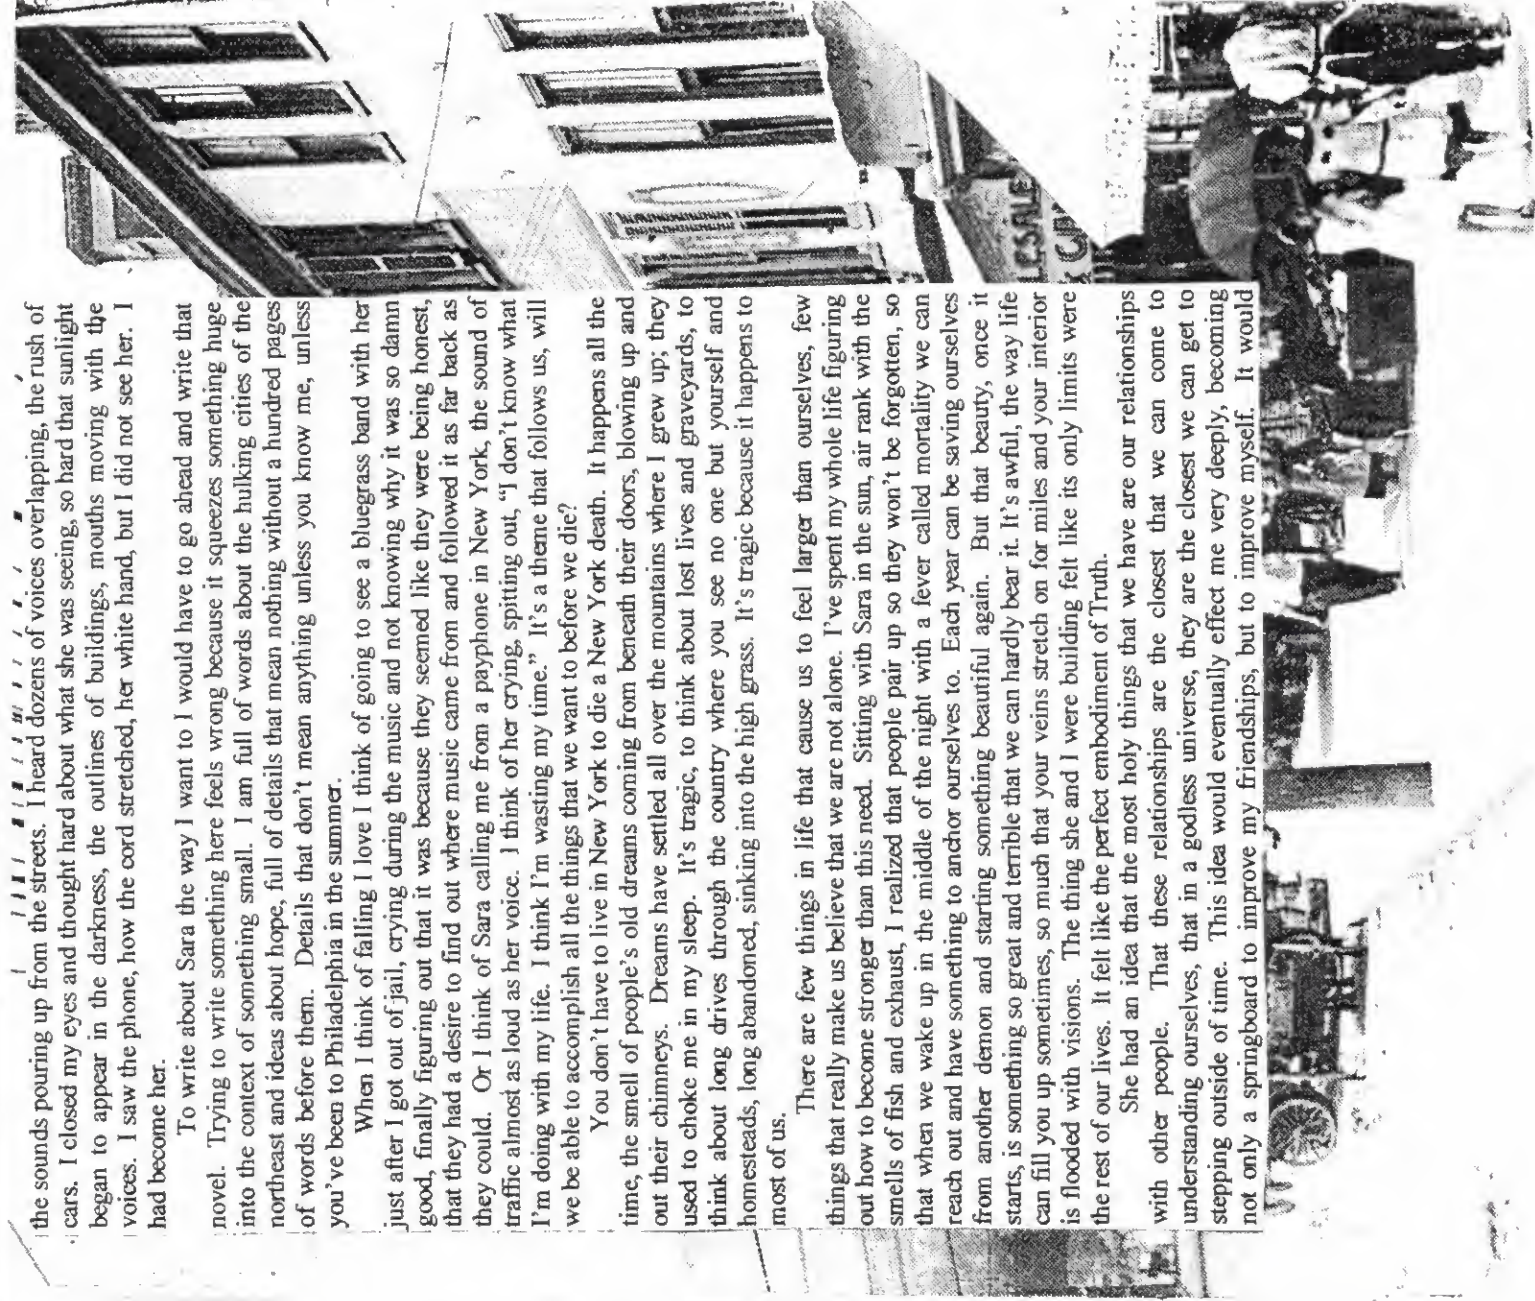 the sounds pouring up from the streets. I heard dozens of voices overlapping, the rush of
cars. I closed my eyes and thought hard about what she was seeing, so hard that sunlight
began to appear in the darkness, the outlines of buildings, mouths moving with the
voices. I saw the phone, how the cord stretched, her white hand, but I did not see her. I
had become her.
To write about Sara the way I want to I would have to go ahead and write that
novel. Trying to write something here feels wrong because it squeezes something huge
into the context of something small. I am full of words about the hulking cities of the
northeast and ideas about hope, full of details that mean nothing without a hundred pages
of words before them. Details that don't mean anything unless you know me, unless
you've been to Philadelphia in the summer.
When I think of falling I love I think of going to see a bluegrass band with her
just after I got out of jail, crying during the music and not knowing why it was so damn
good, finally figuring out that it was because they seemed like they were being honest,
that they had a desire to find out where music came from and followed it as far back as
they could. Or I think of Sara calling me from a payphone in New York, the sound of
traffic almost as loud as her voice. I think of her crying, spitting out, "I don't know what
I'm doing with my life. I think I'm wasting my time." It's a theme that follows us, will
we be able to accomplish all the things that we want to before we die?
You don't have to live in New York to die a New York death. It happens all the
time, the smell of people's old dreams coming from beneath their doors, blowing up and
out their chimneys. Dreams have settled all over the mountains where I grew up; they
used to choke me in my sleep. It's tragic, to think about lost lives and graveyards, to
think about long drives through the country where you see no one but yourself and
homesteads, long abandoned, sinking into the high grass. It's tragic because it happens to
most of us.
There are few things in life that cause us to feel larger than ourselves, few
things that really make us believe that we are not alone. I've spent my whole life figuring
out how to become stronger than this need. Sitting with Sara in the sun, air rank with the
smells of fish and exhaust, I realized that people pair up so they won't be forgotten, so
that when we wake up in the middle of the night with a fever called mortality we can
reach out and have something to anchor ourselves to. Each year can be saving ourselves
from another demon and starting something beautiful again. But that beauty, once it
starts, is something so great and terrible that we can hardly bear it. It's awful, the way life
can fill you up sometimes, so much that your veins stretch on for miles and your interior
is flooded with visions. The thing she and I were building felt like its only limits were
the rest of our lives. It felt like the perfect embodiment of Truth.
She had an idea that the most holy things that we have are our relationships
with other people. That these relationships are the closest that we can come to
understanding ourselves, that in a godless universe, they are the closest we can get to
stepping outside of time. This idea would eventually effect me very deeply, becoming
not only a springboard to improve my friendships, but to improve myself. It would
LESALE